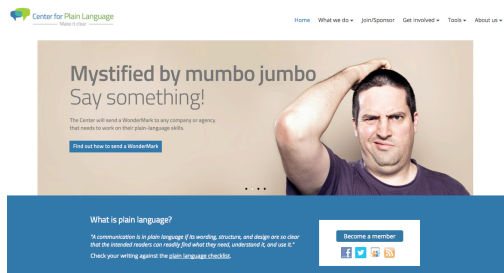 Center for Plain Language
Make it clear
Home What we do Join/Sponsor Get involved Tools About us
Mystified by mumbo jumbo
Say something!
The Center will send a WonderMark to any company or agency
that needs to work on their plain-language skills.
Find out how to send a WonderMark
What is plain language?
"A communication is in plain language if its wording, structure, and design are so clear
that the intended readers can readily find what they need, understand it, and use it."
Check your writing against the plain language checklist.
Become a member